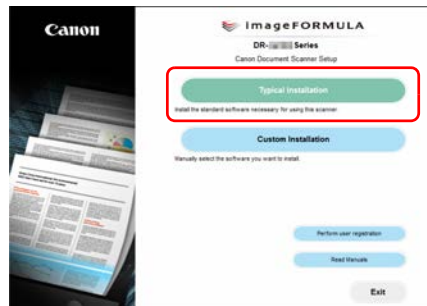 Canon
imageFORMULA
DR- Series
Canon Document Scanner Setup
Typical Installation
Install the standard software necessary for using this scanner.
Custom Installation
Manually select the software you want to install.
Perform user registration
Read Manuals
Exit